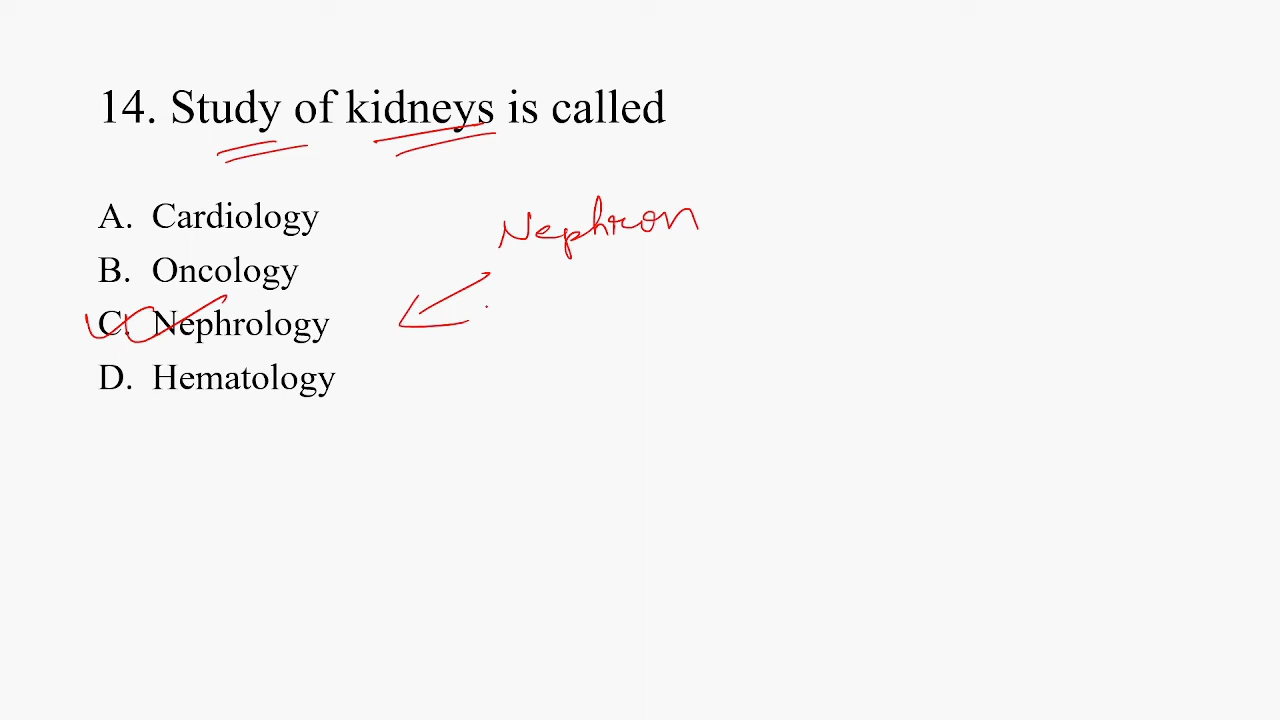 14. Study of kidneys is called
A. Cardiology
Nephron
B. Oncology
C. Nephrology
D. Hematology